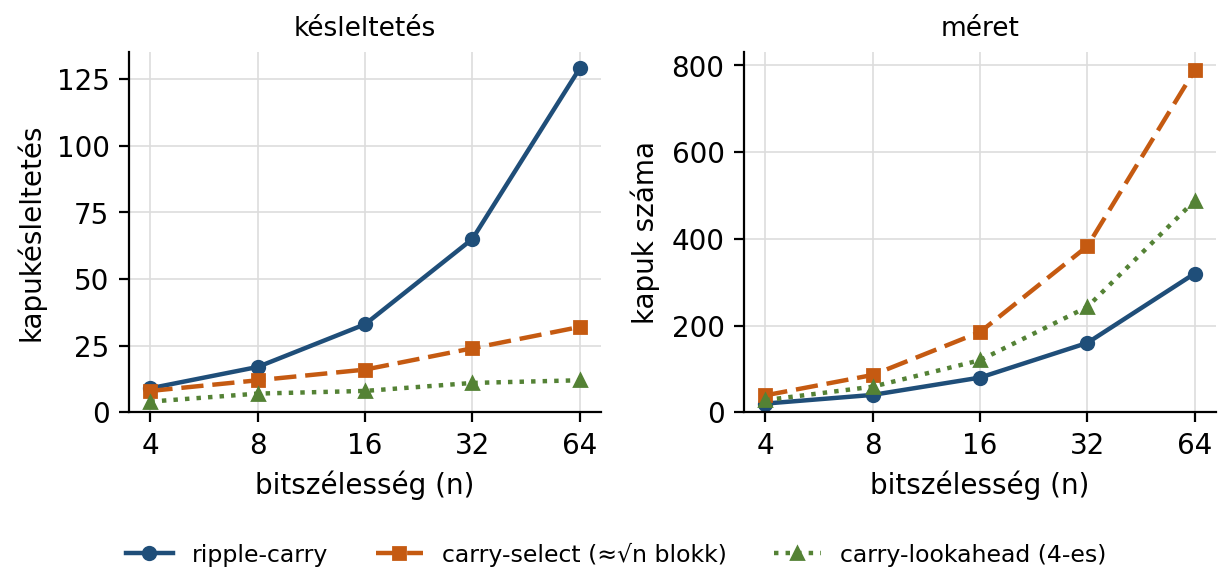 késleltetés
kapukésleltetés
125
100
75
50
25
0
4 8 16 32 64
bitszélesség (n)
méret
kapuk száma
800
600
400
200
0
4 8 16 32 64
bitszélesség (n)
ripple-carry carry-select (≈√n blokk) carry-lookahead (4-es)